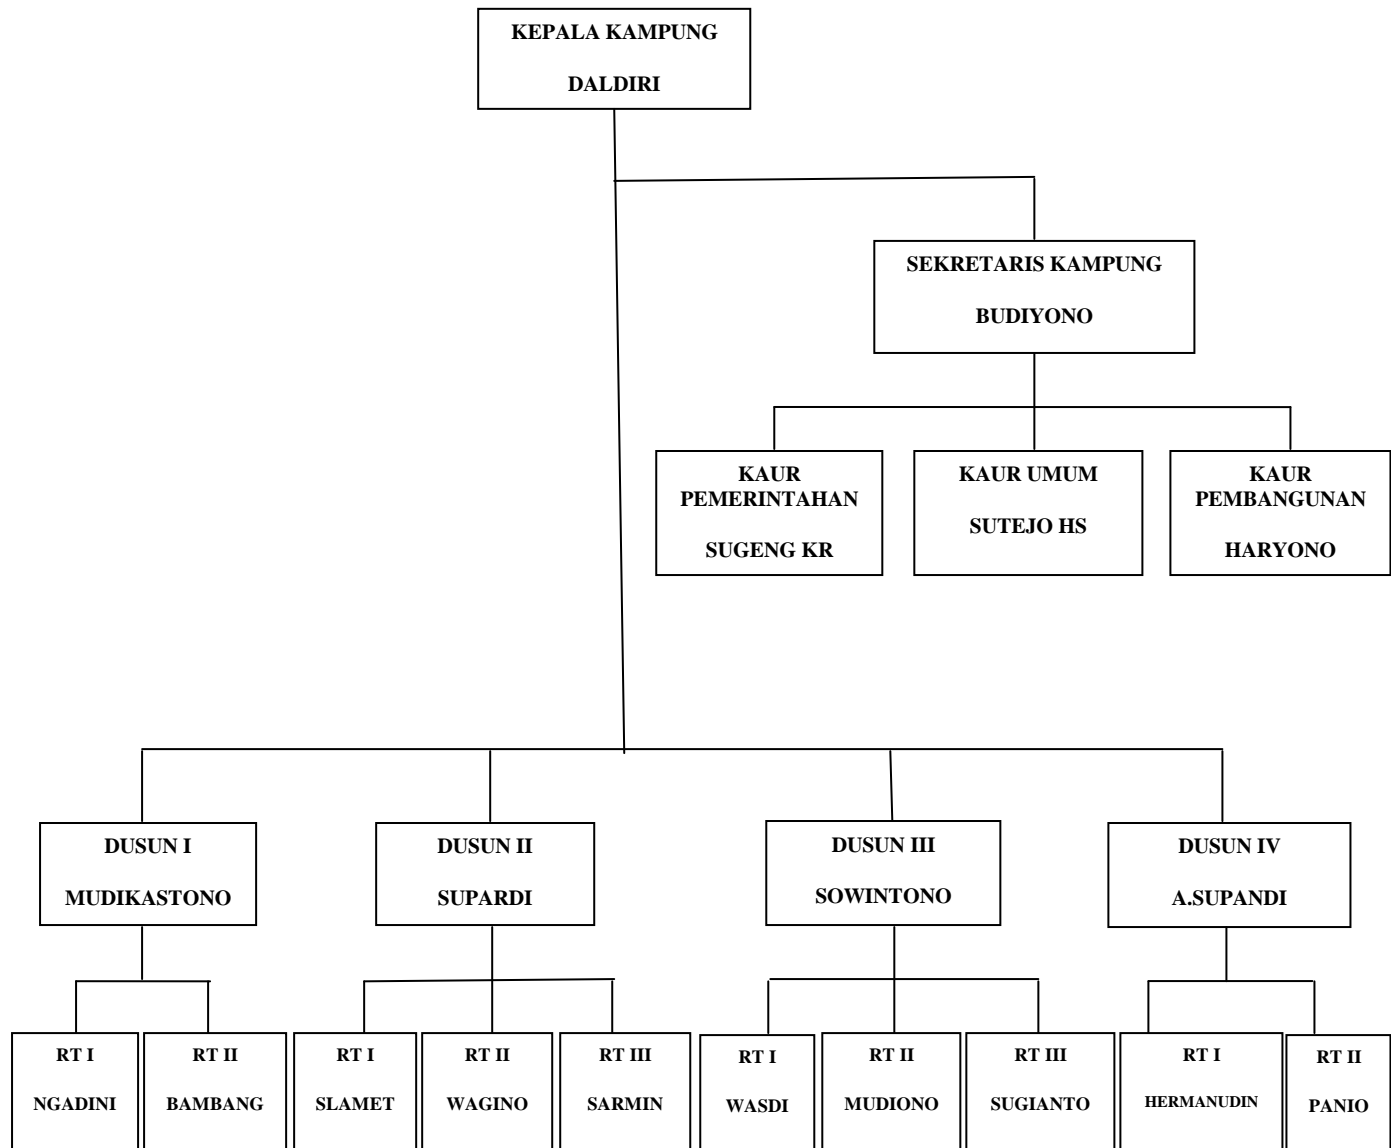 KEPALA KAMPUNG
DALDIRI
SEKRETARIS KAMPUNG
BUDIYONO
KAUR
PEMERINTAHAN
SUGENG KR
KAUR UMUM
SUTEJO HS
KAUR
PEMBANGUNAN
HARYONO
DUSUN I
MUDIKASTONO
DUSUN II
SUPARDI
DUSUN III
SOWINTONO
DUSUN IV
A.SUPANDI
RT I
NGADINI
RT II
BAMBANG
RT I
SLAMET
RT II
WAGINO
RT III
SARMIN
RT I
WASDI
RT II
MUDIONO
RT III
SUGIANTO
RT I
HERMANUDIN
RT II
PANIO